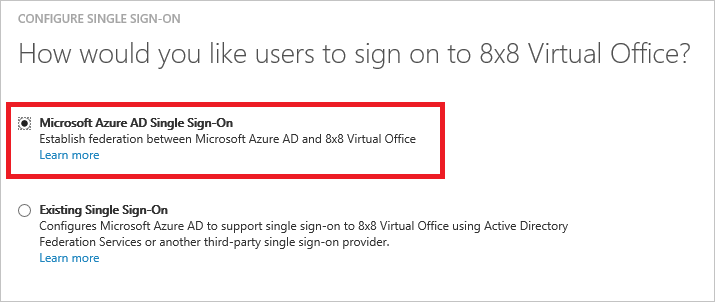 CONFIGURE SINGLE SIGN-ON
How would you like users to sign on to 8x8 Virtual Office?
Microsoft Azure AD Single Sign-On
Establish federation between Microsoft Azure AD and 8x8 Virtual Office
Learn more
Existing Single Sign-On
Configures Microsoft Azure AD to support single sign-on to 8x8 Virtual Office using Active Directory
Federation Services or another third-party single sign-on provider.
Learn more